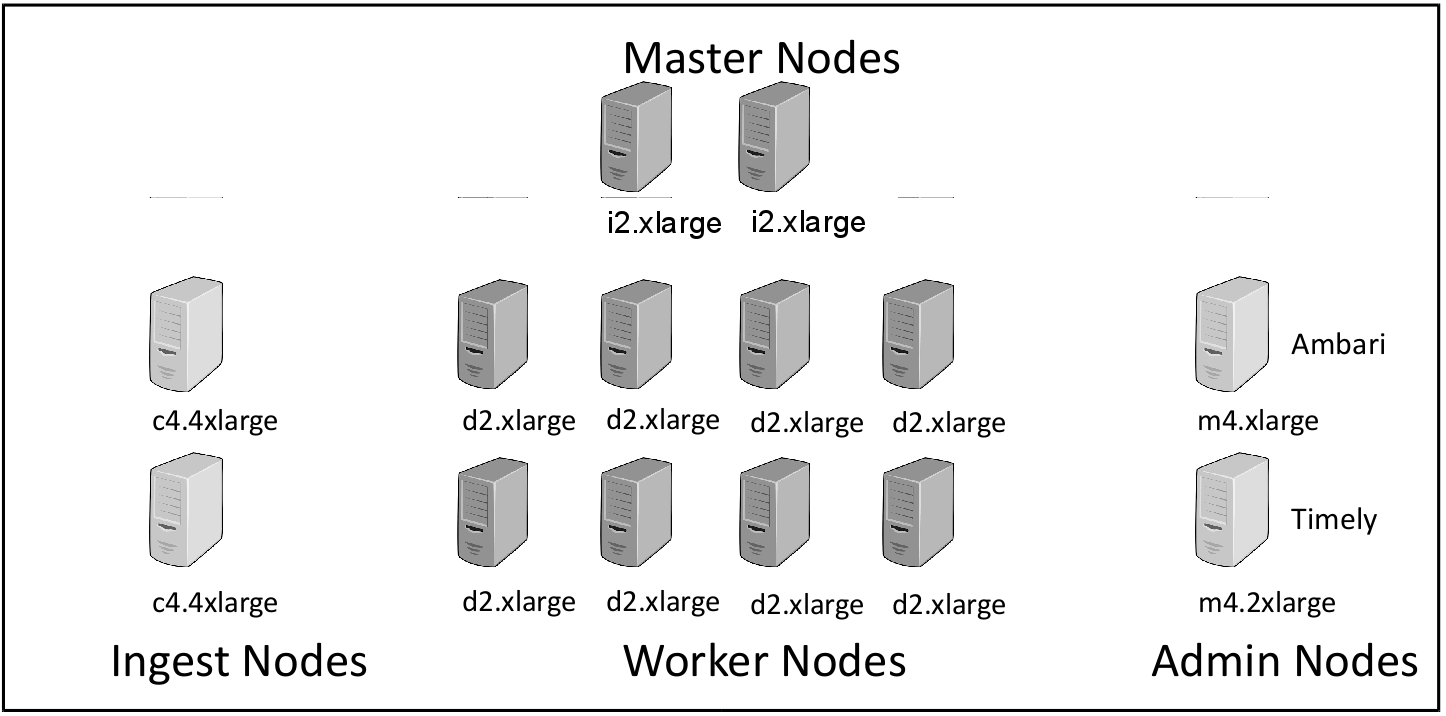 Master Nodes
i2.xlarge i2.xlarge
Ambari
c4.4xlarge d2.xlarge d2.xlarge d2.xlarge d2.xlarge m4.xlarge
Timely
c4.4xlarge d2.xlarge d2.xlarge d2.xlarge d2.xlarge m4.2xlarge
Ingest Nodes Worker Nodes Admin Nodes